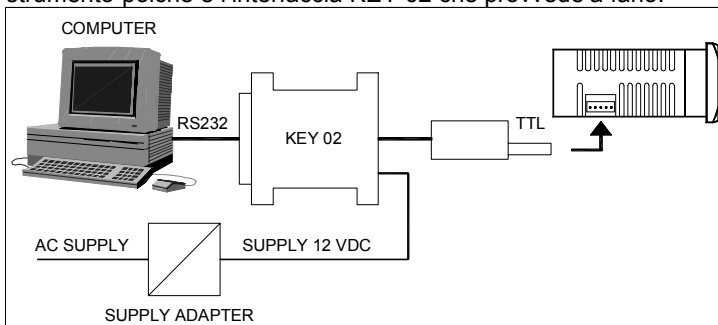 strumento poichè è l'interfaccia KEY 02 che provvede a farlo.
COMPUTER
RS232
KEY 02
TTL
AC SUPPLY
SUPPLY 12 VDC
SUPPLY ADAPTER